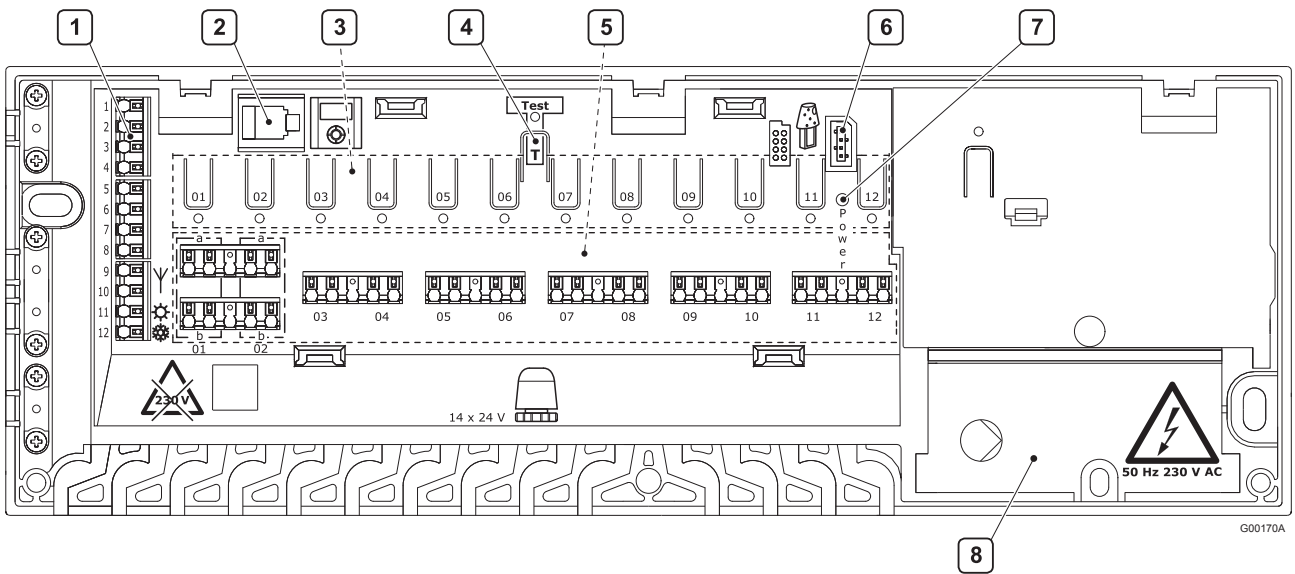 1 2 3 4 5 6 7
Test
T
1
2
3
4
5
6
7
8
9
10
11
12
01 02 03 04 05 06 07 08 09 10 11 12
Power
a a
b b
01 02
03 04 05 06 07 08 09 10 11 12
230 V
14 x 24 V
50 Hz 230 V AC
G00170A
8